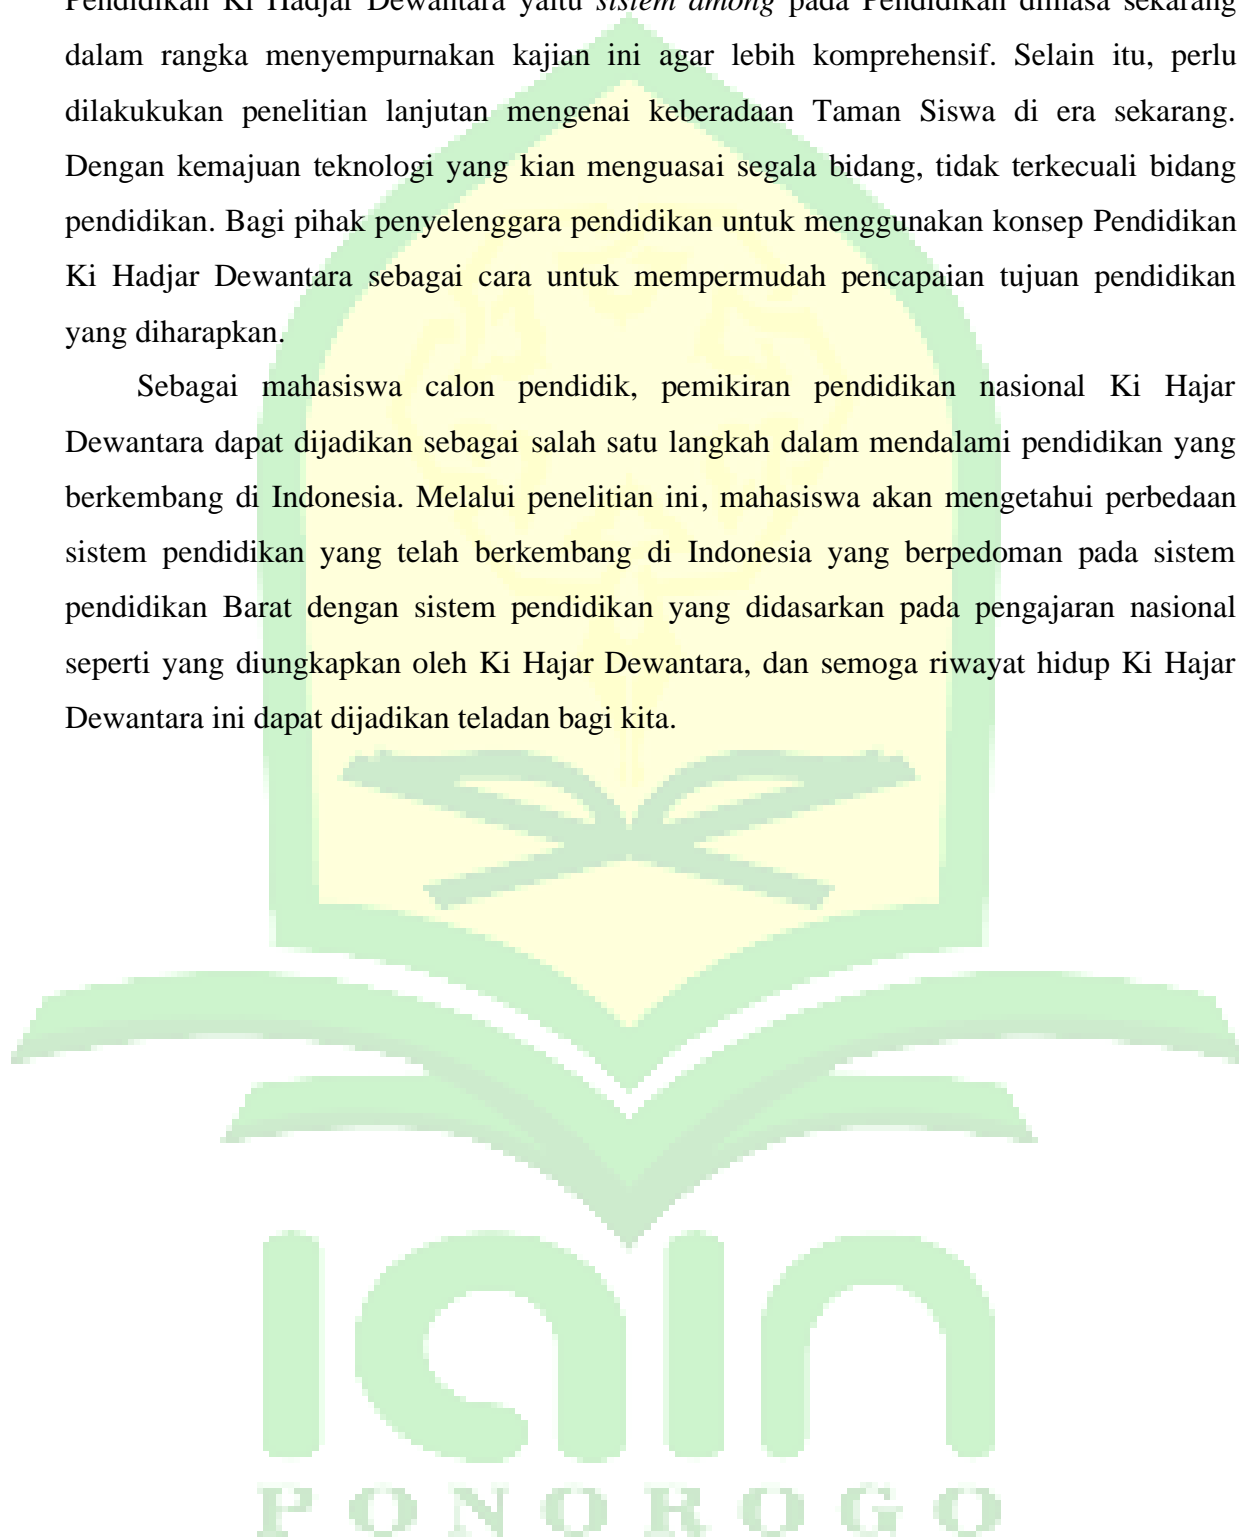 Pendidikan Ki Hadjar Dewantara yaitu sistem among pada Pendidikan dimasa sekarang
dalam rangka menyempurnakan kajian ini agar lebih komprehensif. Selain itu, perlu
dilakukukan penelitian lanjutan mengenai keberadaan Taman Siswa di era sekarang.
Dengan kemajuan teknologi yang kian menguasai segala bidang, tidak terkecuali bidang
pendidikan. Bagi pihak penyelenggara pendidikan untuk menggunakan konsep Pendidikan
Ki Hadjar Dewantara sebagai cara untuk mempermudah pencapaian tujuan pendidikan
yang diharapkan.
Sebagai mahasiswa calon pendidik, pemikiran pendidikan nasional Ki Hajar
Dewantara dapat dijadikan sebagai salah satu langkah dalam mendalami pendidikan yang
berkembang di Indonesia. Melalui penelitian ini, mahasiswa akan mengetahui perbedaan
sistem pendidikan yang telah berkembang di Indonesia yang berpedoman pada sistem
pendidikan Barat dengan sistem pendidikan yang didasarkan pada pengajaran nasional
seperti yang diungkapkan oleh Ki Hajar Dewantara, dan semoga riwayat hidup Ki Hajar
Dewantara ini dapat dijadikan teladan bagi kita.
IAIN
PONOROGO